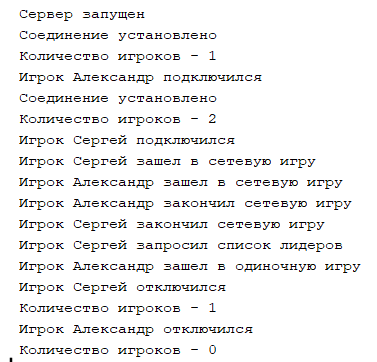 Сервер запущен
Соединение установлено
Количество игроков - 1
Игрок Александр подключился
Соединение установлено
Количество игроков - 2
Игрок Сергей подключился
Игрок Сергей зашел в сетевую игру
Игрок Александр зашел в сетевую игру
Игрок Александр закончил сетевую игру
Игрок Сергей закончил сетевую игру
Игрок Сергей запросил список лидеров
Игрок Александр зашел в одиночную игру
Игрок Сергей отключился
Количество игроков - 1
Игрок Александр отключился
Количество игроков - 0